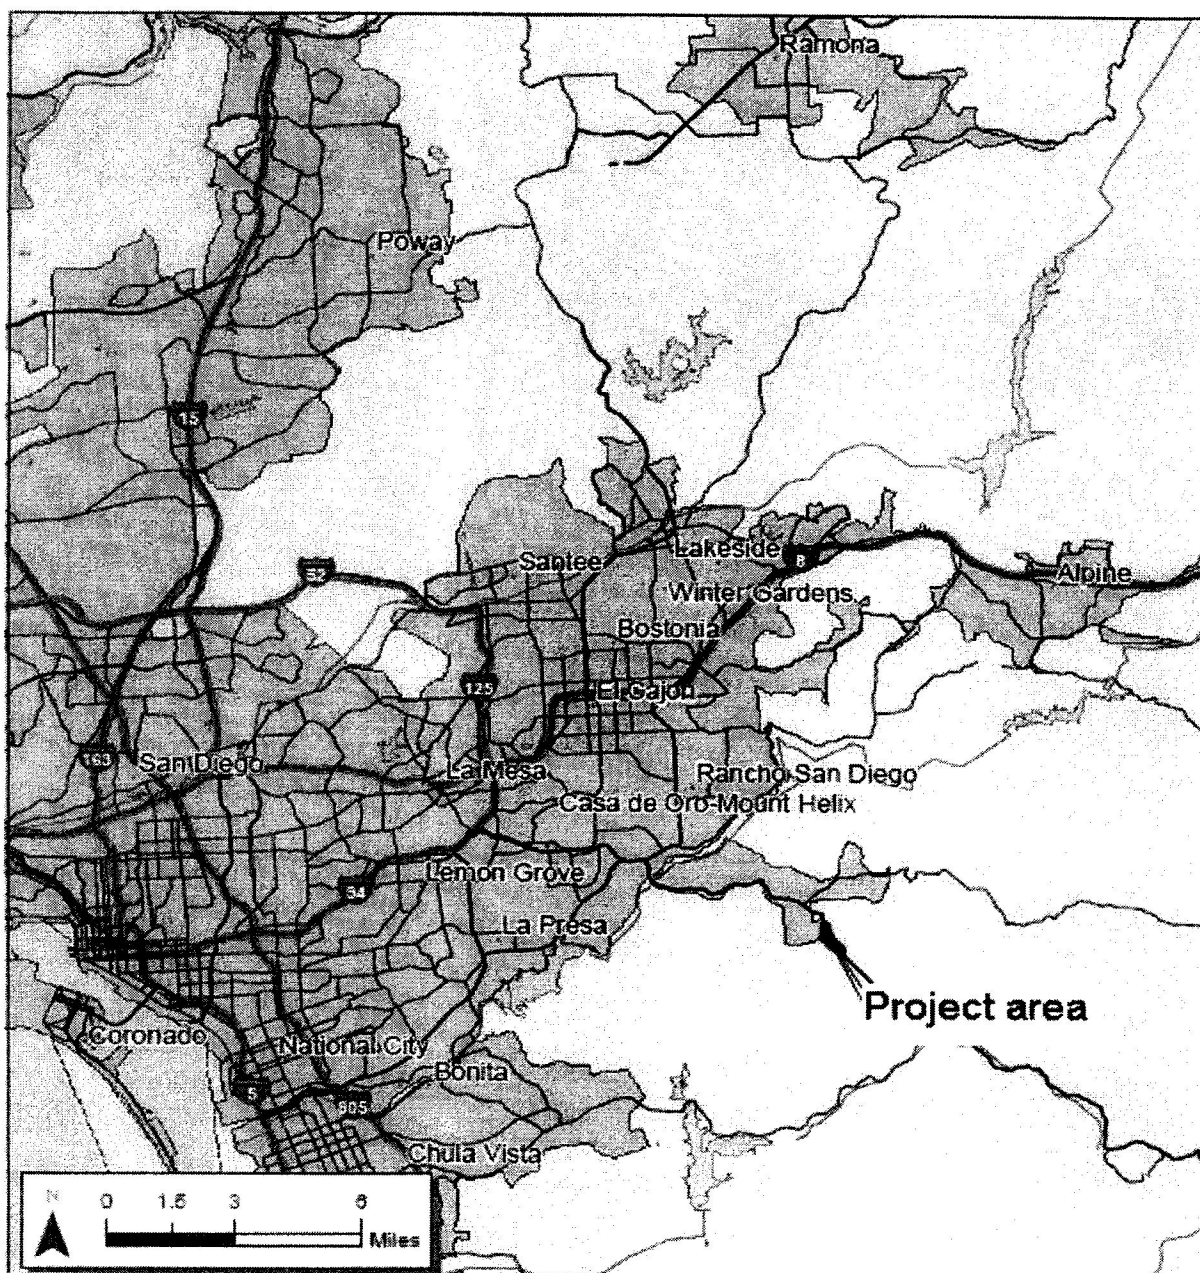 Ramona
Poway
15
52
Santee
Lakeside
8
Alpine
Winter Gardens
Bostonia
El Cajon
125
163
San Diego
La Mesa
Rancho San Diego
Casa de Oro-Mount Helix
Lemon Grove
94
La Presa
Project area
Coronado
National City
Bonita
5
805
Chula Vista
N
0 1.5 3 6
Miles